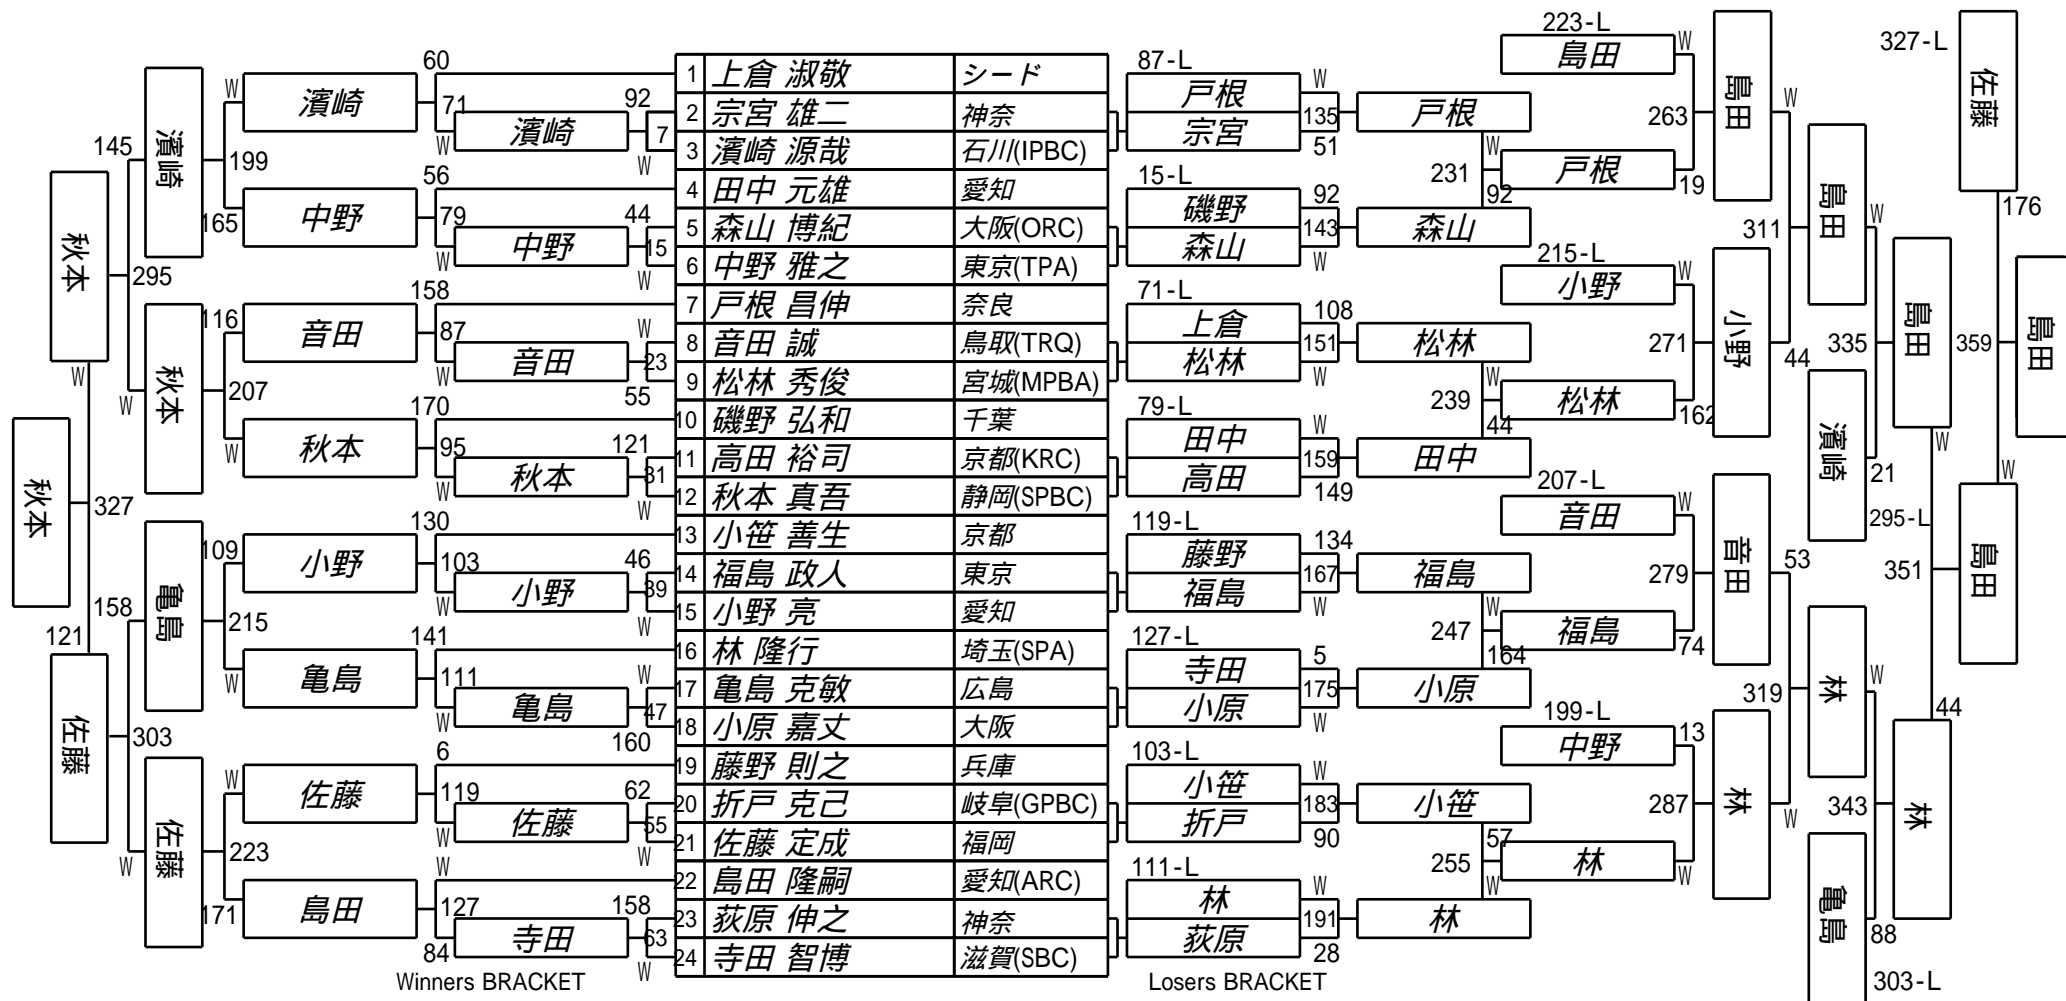 1 上倉 淑敬 シード
2 宗宮 雄二 神奈
3 濱崎 源哉 石川(IPBC)
4 田中 元雄 愛知
5 森山 博紀 大阪(ORC)
6 中野 雅之 東京(TPA)
7 戸根 昌伸 奈良
8 音田 誠 鳥取(TRQ)
9 松林 秀俊 宮城(MPBA)
10 磯野 弘和 千葉
11 高田 裕司 京都(KRC)
12 秋本 真吾 静岡(SPBC)
13 小笹 善生 京都
14 福島 政人 東京
15 小野 亮 愛知
16 林 隆行 埼玉(SPA)
17 亀島 克敏 広島
18 小原 嘉丈 大阪
19 藤野 則之 兵庫
20 折戸 克己 岐阜(GPBC)
21 佐藤 定成 福岡
22 島田 隆嗣 愛知(ARC)
23 荻原 伸之 神奈
24 寺田 智博 滋賀(SBC)
92
7
W
濱崎
44
15
W
中野
W
23
55
音田
121
31
W
秋本
46
39
W
小野
W
47
160
亀島
62
55
W
佐藤
158
63
W
寺田
60
71
W
濱崎
56
79
W
中野
158
87
W
音田
170
95
W
秋本
130
103
W
小野
141
111
W
亀島
6
119
W
佐藤
W
127
84
島田
W
199
165
濱崎
116
207
W
秋本
109
215
W
亀島
W
223
171
佐藤
145
295
W
秋本
158
303
W
佐藤
W
327
121
秋本
Winners BRACKET
87-L
戸根 W
135
宗宮 51
戸根
15-L
磯野 92
143
森山 W
森山
71-L
上倉 108
151
松林 W
松林
79-L
田中 W
159
高田 149
田中
119-L
藤野 134
167
福島 W
福島
127-L
寺田 5
175
小原 W
小原
103-L
小笹 W
183
折戸 90
小笹
111-L
林 W
191
荻原 28
林
W
231
92
戸根
W
239
44
松林
W
247
164
福島
57
255
W
林
223-L
島田 W
263
19
島田
215-L
小野 W
271
162
小野
207-L
音田 W
279
74
音田
199-L
中野 13
287
W
林
W
311
44
島田
53
319
W
林
W
335
濱崎 21
295-L
島田
W
343
亀島 88
303-L
林
W
351
44
島田
327-L
佐藤
176
359
W
島田
Losers BRACKET